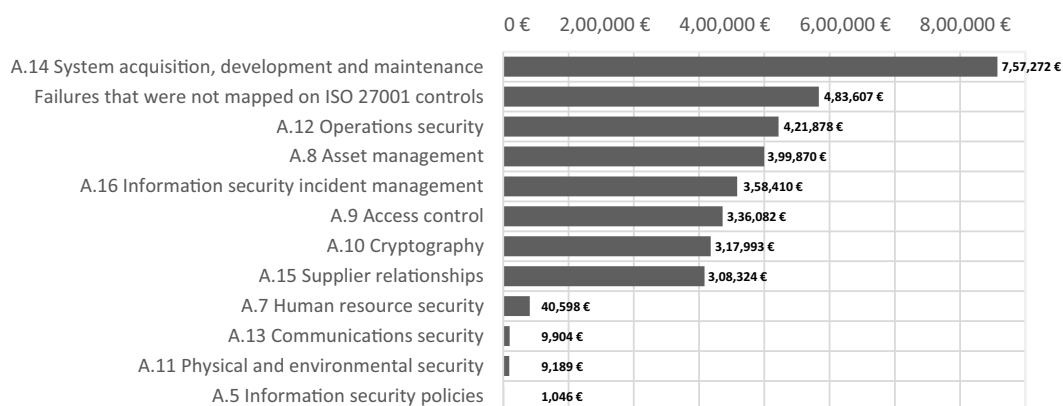 0 € 2,00,000 € 4,00,000 € 6,00,000 € 8,00,000 €
A.14 System acquisition, development and maintenance 7,57,272 €
Failures that were not mapped on ISO 27001 controls 4,83,607 €
A.12 Operations security 4,21,878 €
A.8 Asset management 3,99,870 €
A.16 Information security incident management 3,58,410 €
A.9 Access control 3,36,082 €
A.10 Cryptography 3,17,993 €
A.15 Supplier relationships 3,08,324 €
A.7 Human resource security 40,598 €
A.13 Communications security 9,904 €
A.11 Physical and environmental security 9,189 €
A.5 Information security policies 1,046 €